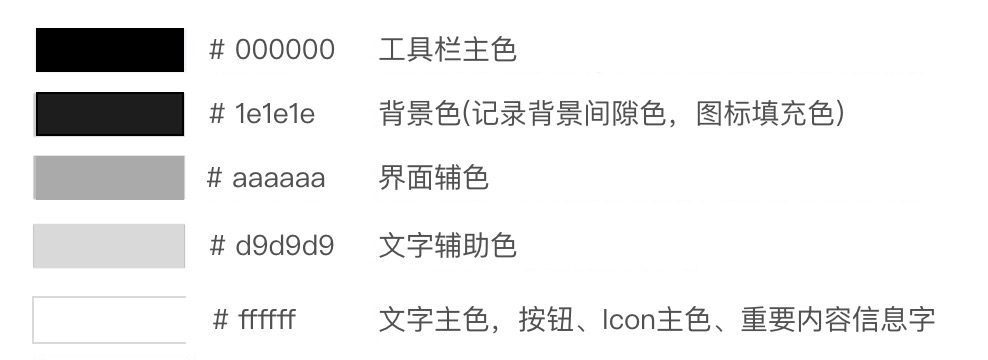 # 000000 工具栏主色
# 1e1e1e 背景色(记录背景间隙色，图标填充色)
# aaaaaa 界面辅色
# d9d9d9 文字辅助色
# ffffff 文字主色，按钮、Icon主色、重要内容信息字